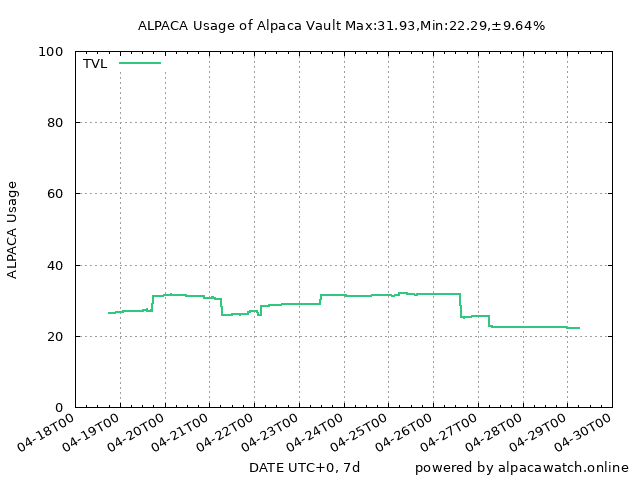 ALPACA Usage of Alpaca Vault Max:31.93,Min:22.29,±9.64%
TVL
ALPACA Usage
100
80
60
40
20
0
04-18T00
04-19T00
04-20T00
04-21T00
04-22T00
04-23T00
04-24T00
04-25T00
04-26T00
04-27T00
04-28T00
04-29T00
04-30T00
DATE UTC+0, 7d
powered by alpacawatch.online